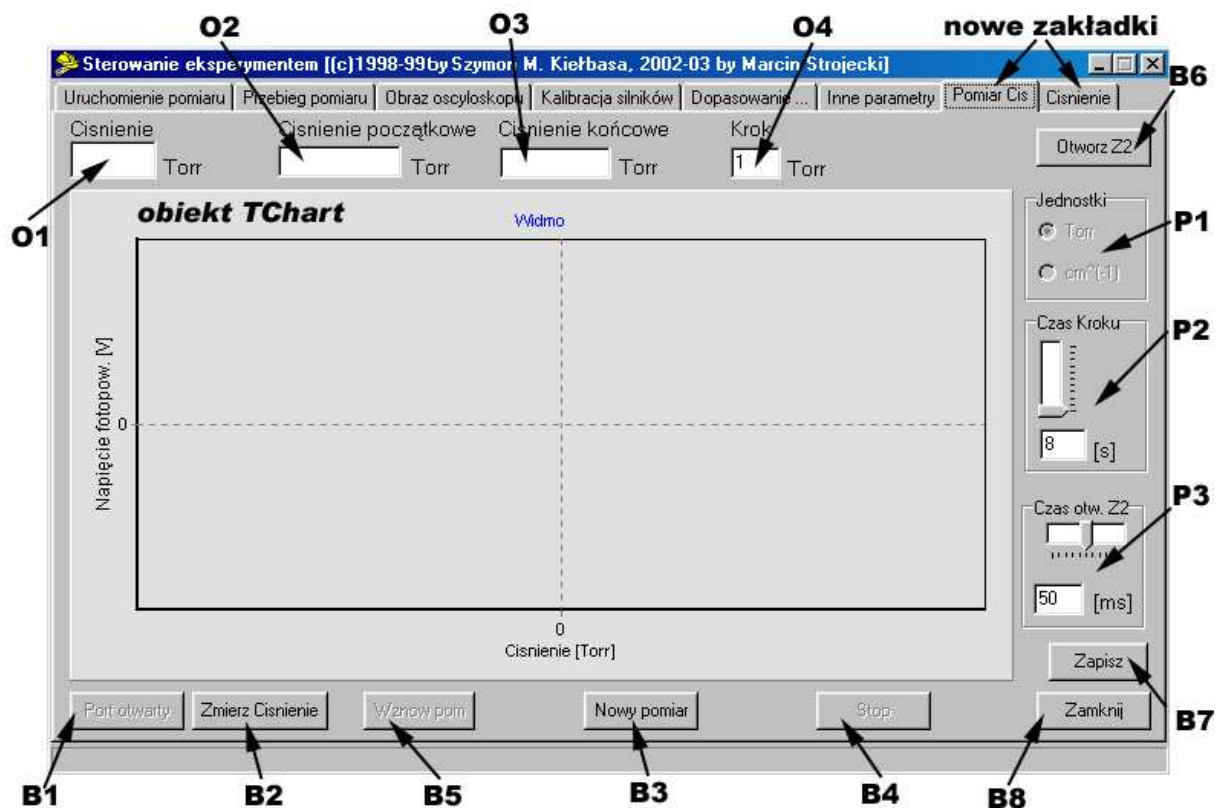 O2 O3 O4 nowe zakładki
Sterowanie eksperymentem [(c)1998-99by Szymon M. Kiełbasa, 2002-03 by Marcin Strojecki]
B6
Uruchomienie pomiaru Przebieg pomiaru Obraz oscyloskopu Kalibracja silników Dopasowanie ... Inne parametry Pomiar Cis Cisnienie
Cisnienie Cisnienie początkowe Cisnienie końcowe Krok
Torr Torr Torr 1 Torr
Otworz Z2
O1
obiekt TChart
Widmo
Jednostki
Torr
cm^(-1)
P1
Czas Kroku
P2
8 [s]
Napięcie fotopow. [V]
0
Czas otw. Z2
P3
50 [ms]
0
Cisnienie [Torr]
Zapisz
B7
Port otwarty Zmierz Cisnienie Wznow pom Nowy pomiar Stop Zamknij
B1 B2 B5 B3 B4 B8